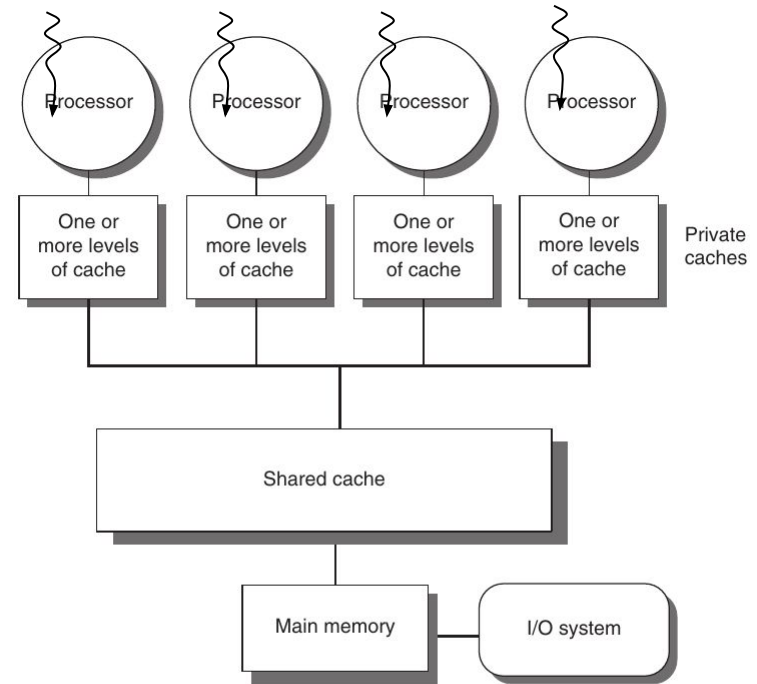 Processor
Processor
Processor
Processor
One or
more levels
of cache
One or
more levels
of cache
One or
more levels
of cache
One or
more levels
of cache
Private
caches
Shared cache
Main memory
I/O system